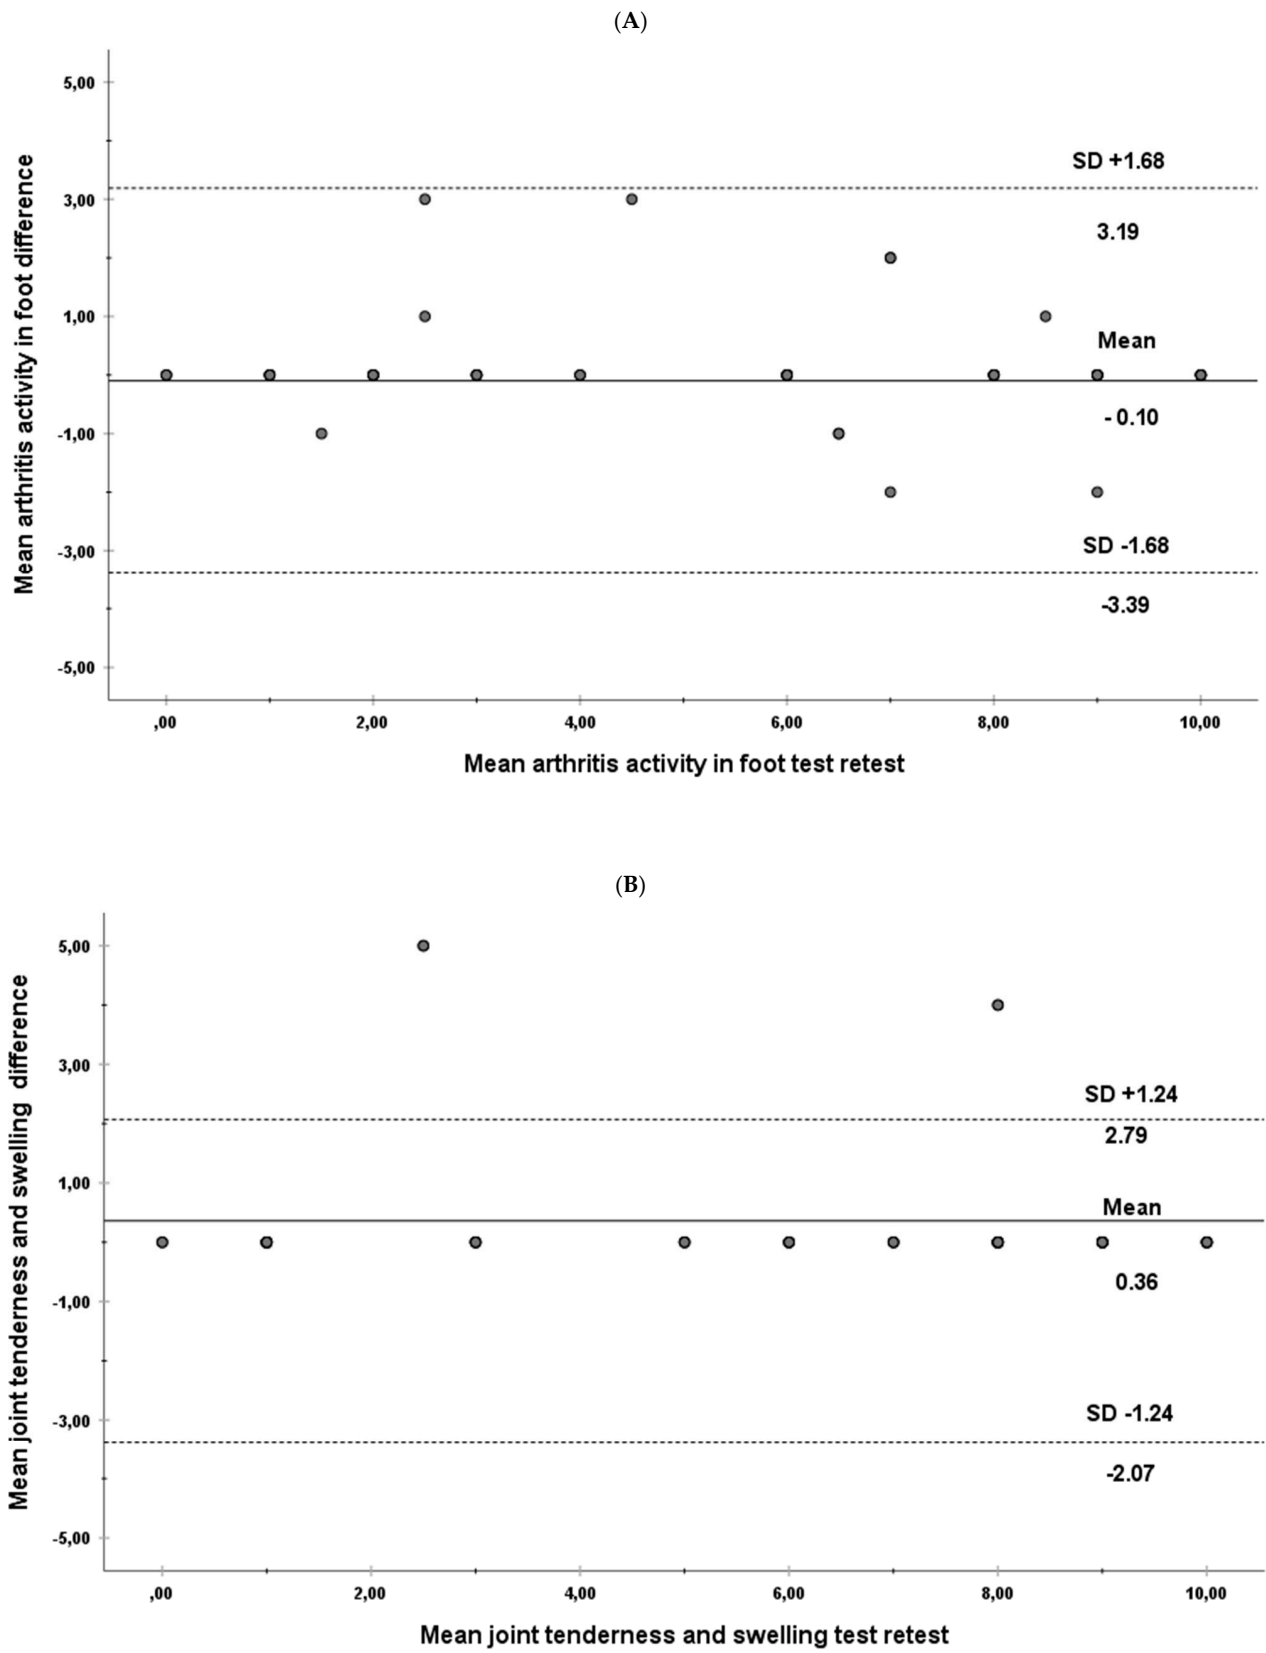 (A)
Mean arthritis activity in foot difference
5,00
3,00
1,00
-1,00
-3,00
-5,00
SD +1.68
3.19
Mean
- 0.10
SD -1.68
-3.39
,00
2,00
4,00
6,00
8,00
10,00
Mean arthritis activity in foot test retest
(B)
Mean joint tenderness and swelling difference
5,00
3,00
1,00
-1,00
-3,00
-5,00
SD +1.24
2.79
Mean
0.36
SD -1.24
-2.07
,00
2,00
4,00
6,00
8,00
10,00
Mean joint tenderness and swelling test retest